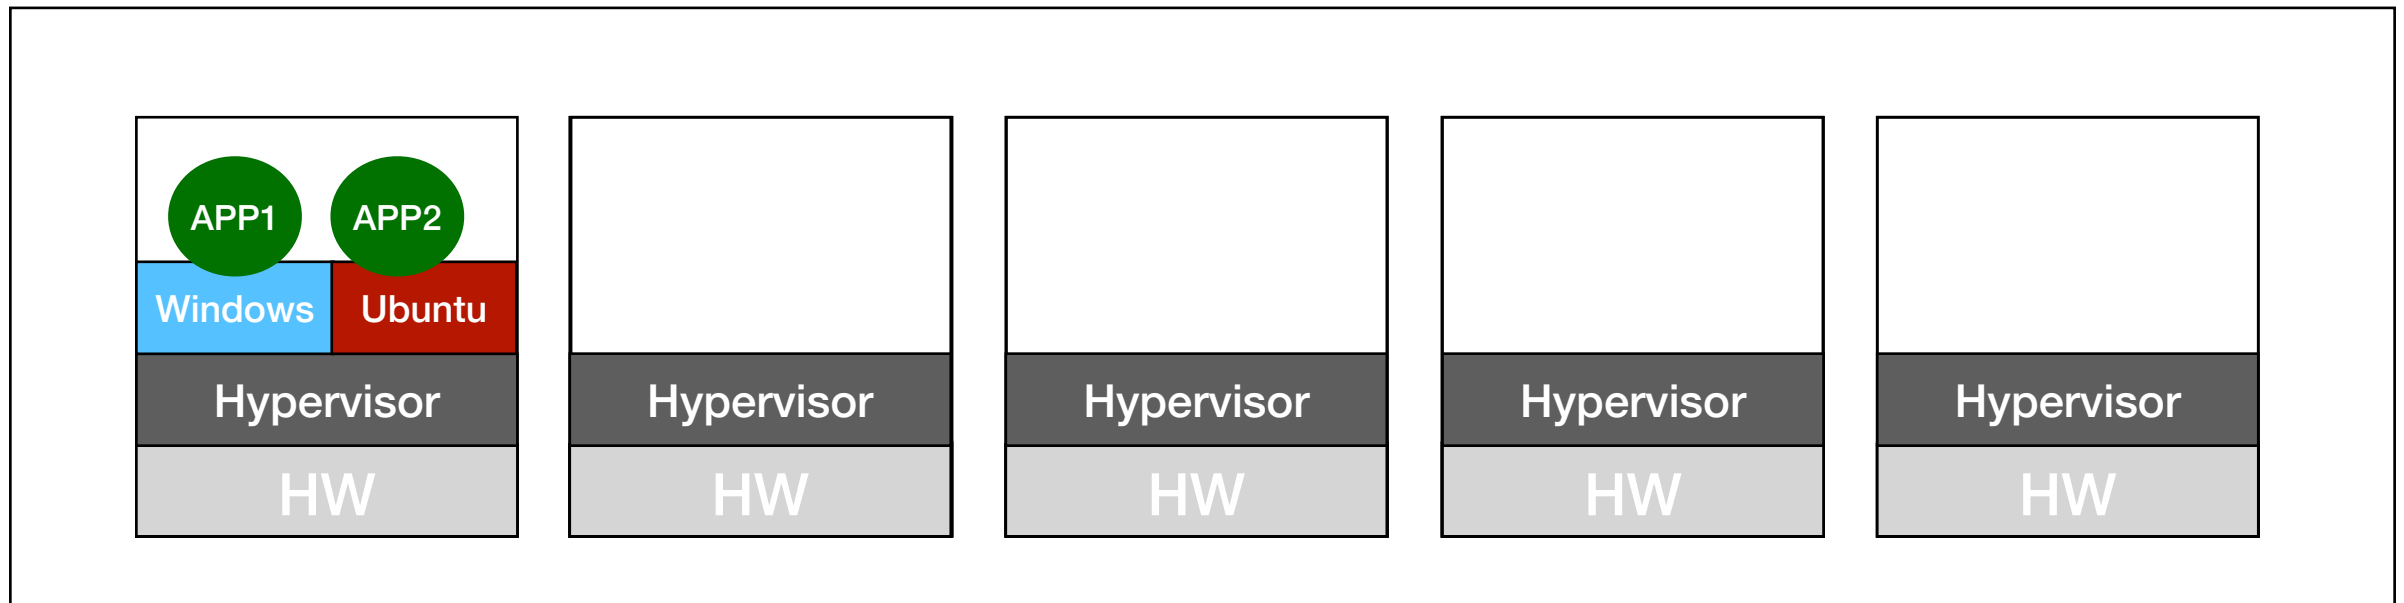 APP1 APP2
Windows Ubuntu
Hypervisor Hypervisor Hypervisor Hypervisor Hypervisor
HW HW HW HW HW